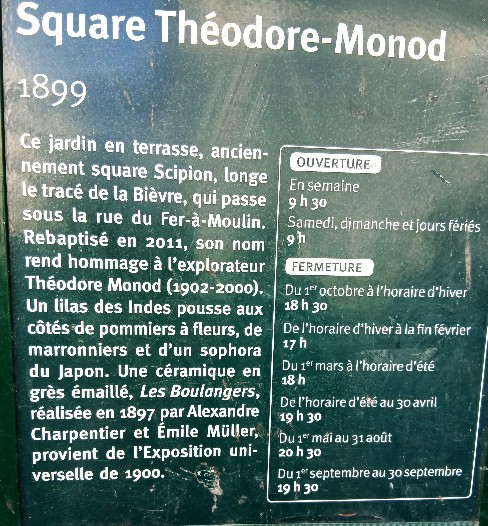 Square Théodore-Monod
1899
Ce jardin en terrasse, ancien-
nement square Scipion, longe
le tracé de la Bièvre, qui passe
sous la rue du Fer-à-Moulin.
Rebaptisé en 2011, son nom
rend hommage à l'explorateur
Théodore Monod (1902-2000).
Un lilas des Indes pousse aux
côtés de pommiers à fleurs, de
marronniers et d'un sophora
du Japon. Une céramique en
grès émaillé, Les Boulangers,
réalisée en 1897 par Alexandre
Charpentier et Émile Müller,
provient de l'Exposition uni-
verselle de 1900.
OUVERTURE
En semaine
9 h 30
Samedi, dimanche et jours fériés
9 h
FERMETURE
Du 1er octobre à l'horaire d'hiver
18 h 30
De l'horaire d'hiver à la fin février
17 h
Du 1er mars à l'horaire d'été
18 h
De l'horaire d'été au 30 avril
19 h 30
Du 1er mai au 31 août
20 h 30
Du 1er septembre au 30 septembre
19 h 30